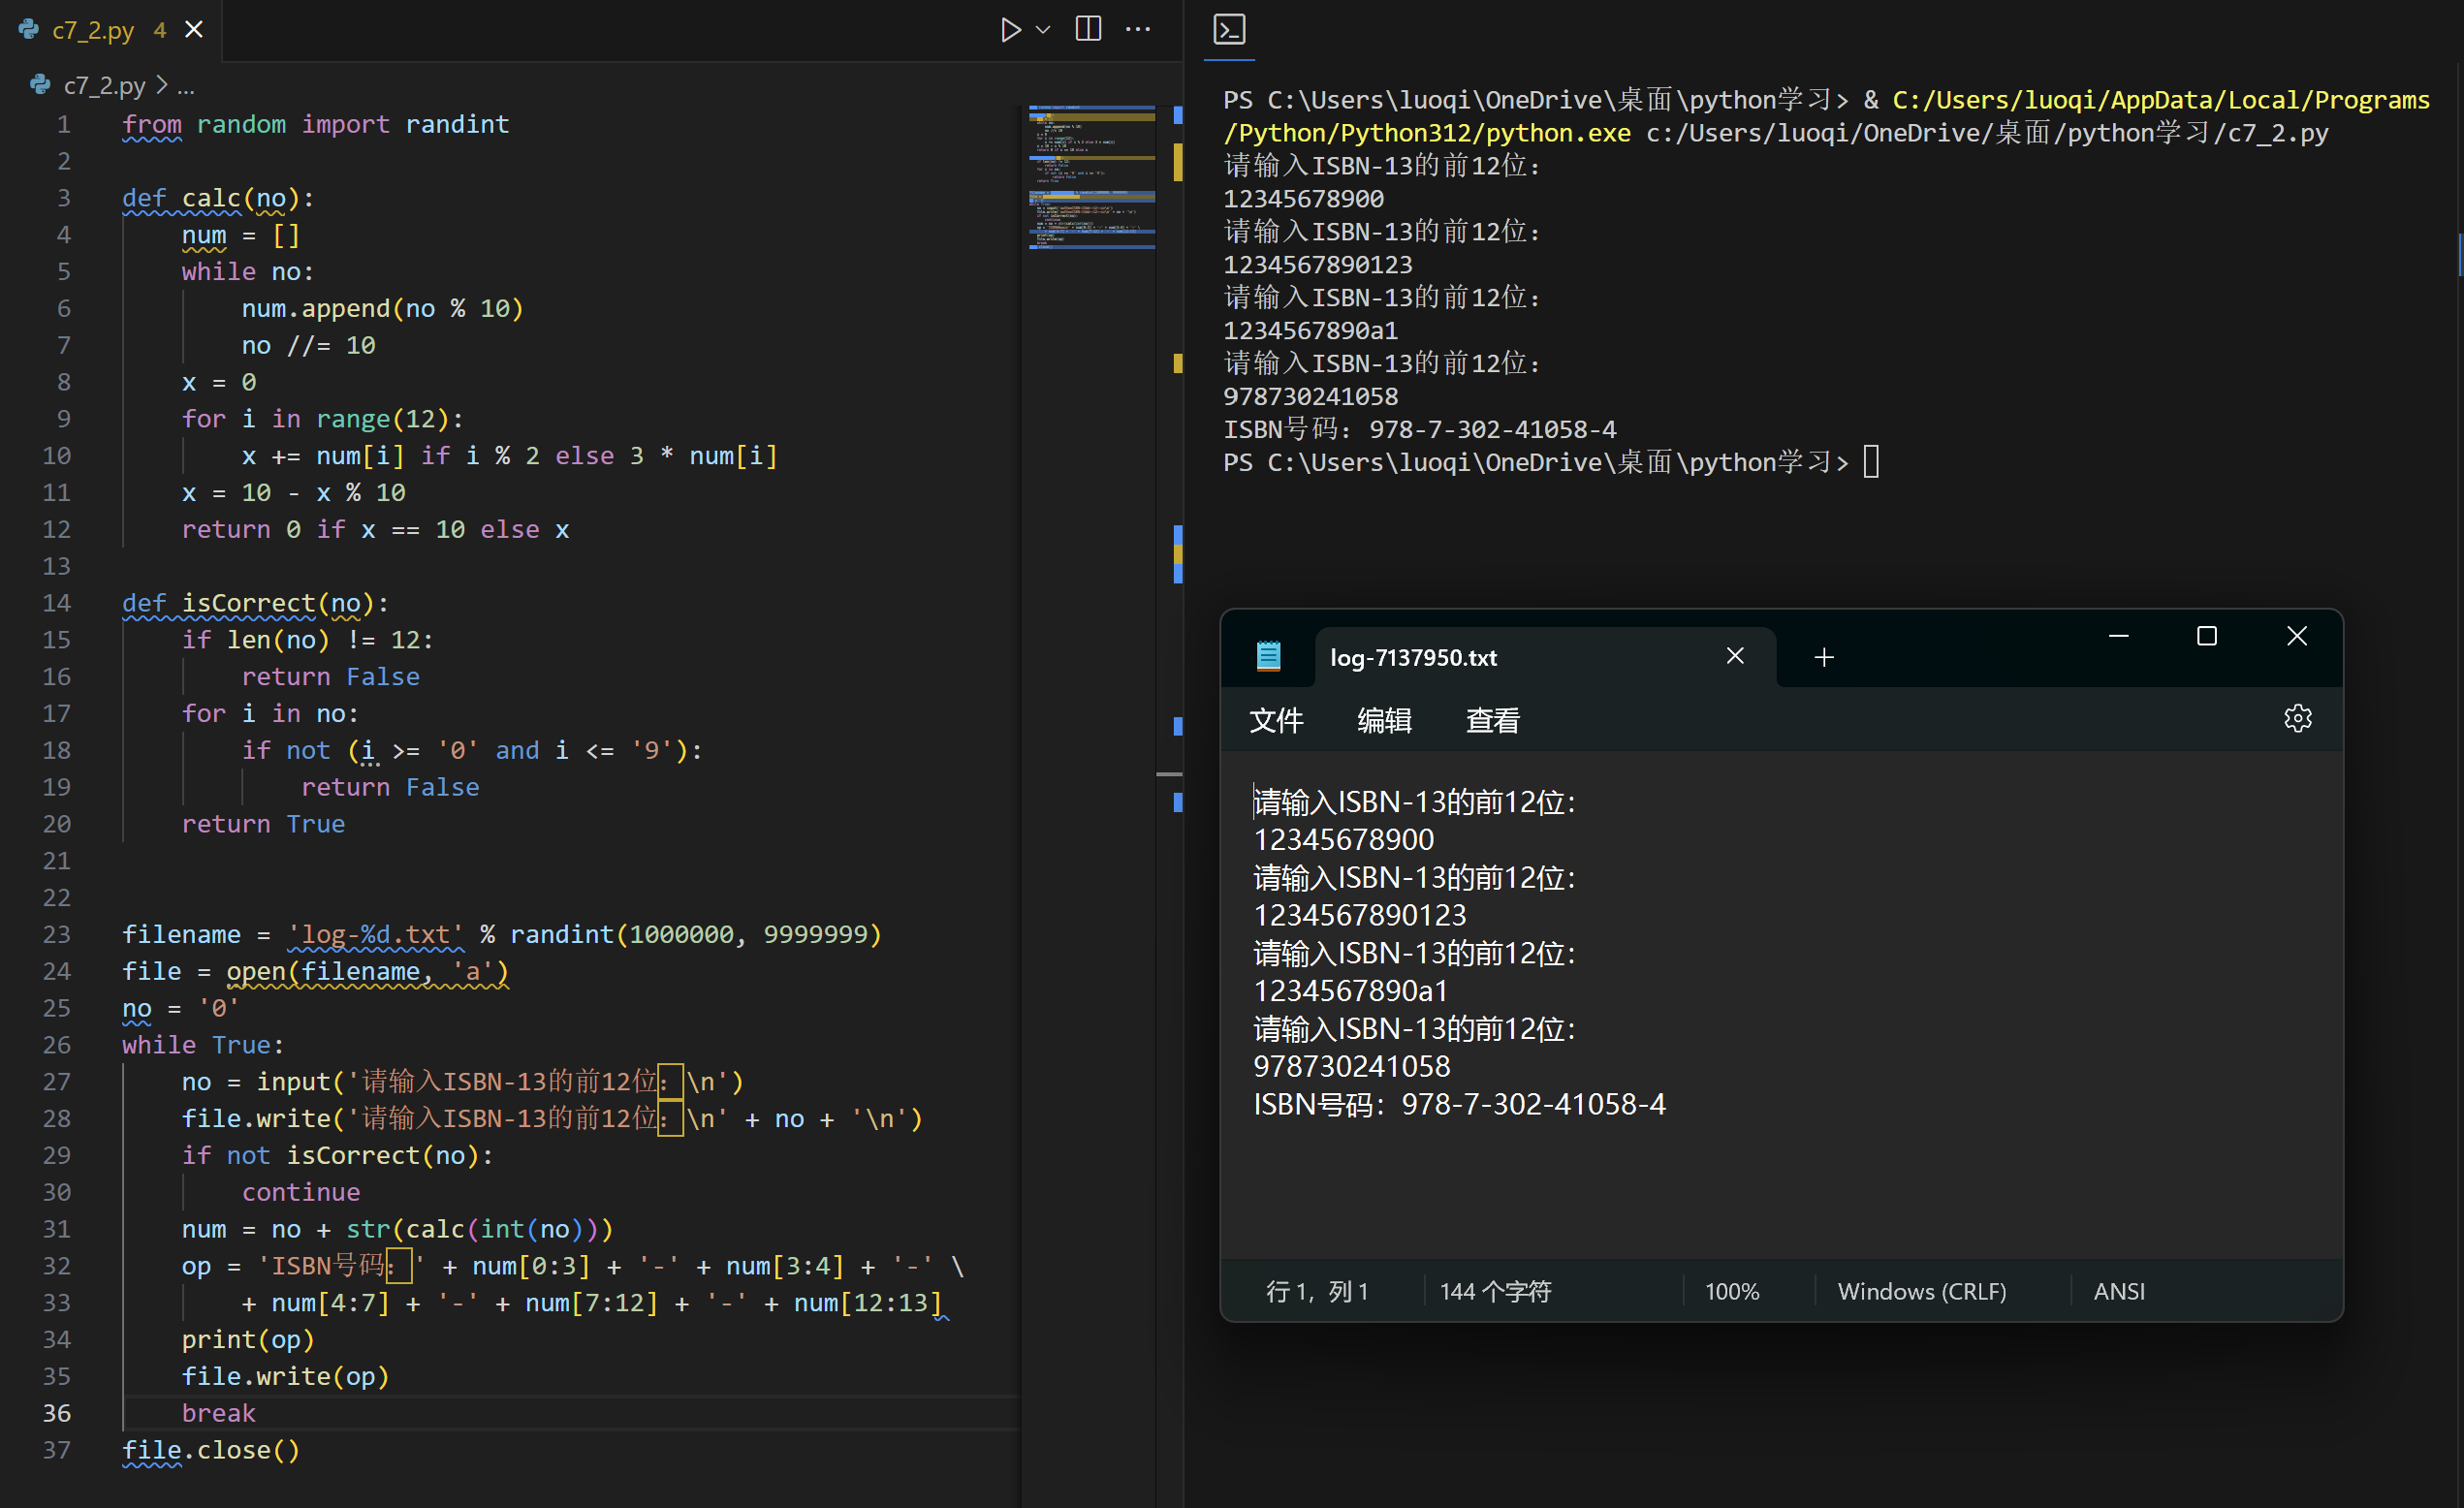 c7_2.py 4
c7_2.py > ...
1 from random import randint
2
3 def calc(no):
4 num = []
5 while no:
6 num.append(no % 10)
7 no //= 10
8 x = 0
9 for i in range(12):
10 x += num[i] if i % 2 else 3 * num[i]
11 x = 10 - x % 10
12 return 0 if x == 10 else x
13
14 def isCorrect(no):
15 if len(no) != 12:
16 return False
17 for i in no:
18 if not (i >= '0' and i <= '9'):
19 return False
20 return True
21
22
23 filename = 'log-%d.txt' % randint(1000000, 9999999)
24 file = open(filename, 'a')
25 no = '0'
26 while True:
27 no = input('请输入ISBN-13的前12位：\n')
28 file.write('请输入ISBN-13的前12位：\n' + no + '\n')
29 if not isCorrect(no):
30 continue
31 num = no + str(calc(int(no)))
32 op = 'ISBN号码：' + num[0:3] + '-' + num[3:4] + '-' \
33 + num[4:7] + '-' + num[7:12] + '-' + num[12:13]
34 print(op)
35 file.write(op)
36 break
37 file.close()
PS C:\Users\luoqi\OneDrive\桌面\python学习> & C:/Users/luoqi/AppData/Local/Programs
/Python/Python312/python.exe c:/Users/luoqi/OneDrive/桌面/python学习/c7_2.py
请输入ISBN-13的前12位：
12345678900
请输入ISBN-13的前12位：
1234567890123
请输入ISBN-13的前12位：
1234567890a1
请输入ISBN-13的前12位：
978730241058
ISBN号码：978-7-302-41058-4
PS C:\Users\luoqi\OneDrive\桌面\python学习>
log-7137950.txt
文件 编辑 查看
请输入ISBN-13的前12位：
12345678900
请输入ISBN-13的前12位：
1234567890123
请输入ISBN-13的前12位：
1234567890a1
请输入ISBN-13的前12位：
978730241058
ISBN号码：978-7-302-41058-4
行 1，列 1 144 个字符 100% Windows (CRLF) ANSI